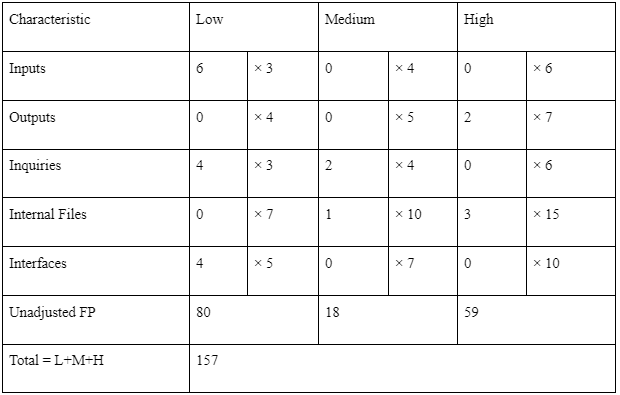 Characteristic Low Medium High
Inputs 6 × 3 0 × 4 0 × 6
Outputs 0 × 4 0 × 5 2 × 7
Inquiries 4 × 3 2 × 4 0 × 6
Internal Files 0 × 7 1 × 10 3 × 15
Interfaces 4 × 5 0 × 7 0 × 10
Unadjusted FP 80 18 59
Total = L+M+H 157